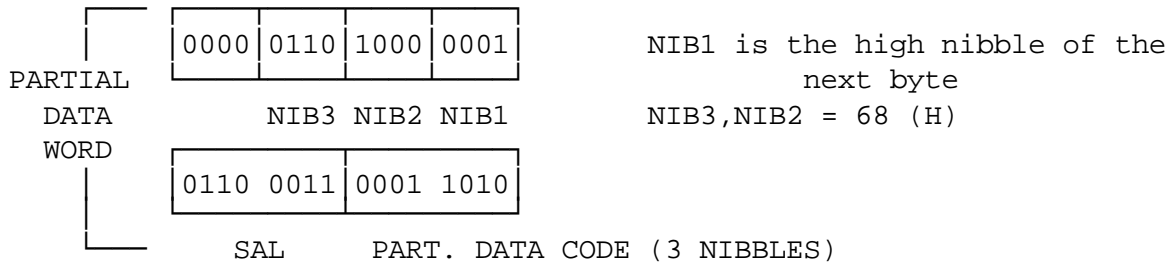 0000 0110 1000 0001 NIB1 is the high nibble of the
PARTIAL next byte
DATA NIB3 NIB2 NIB1 NIB3,NIB2 = 68 (H)
WORD
0110 0011 0001 1010
SAL PART. DATA CODE (3 NIBBLES)